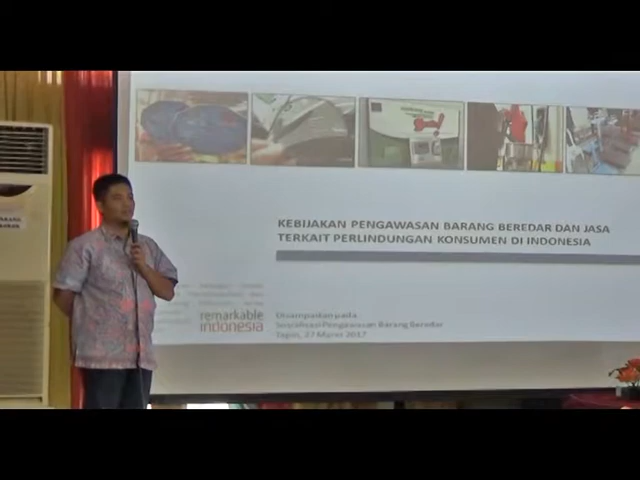 KEBIJAKAN PENGAWASAN BARANG BEREDAR DAN JASA
TERKAIT PERLINDUNGAN KONSUMEN DI INDONESIA
remarkable
indonesia
Disampaikan pada
Sosialisasi Pengawasan Barang Beredar
27 Maret 2017